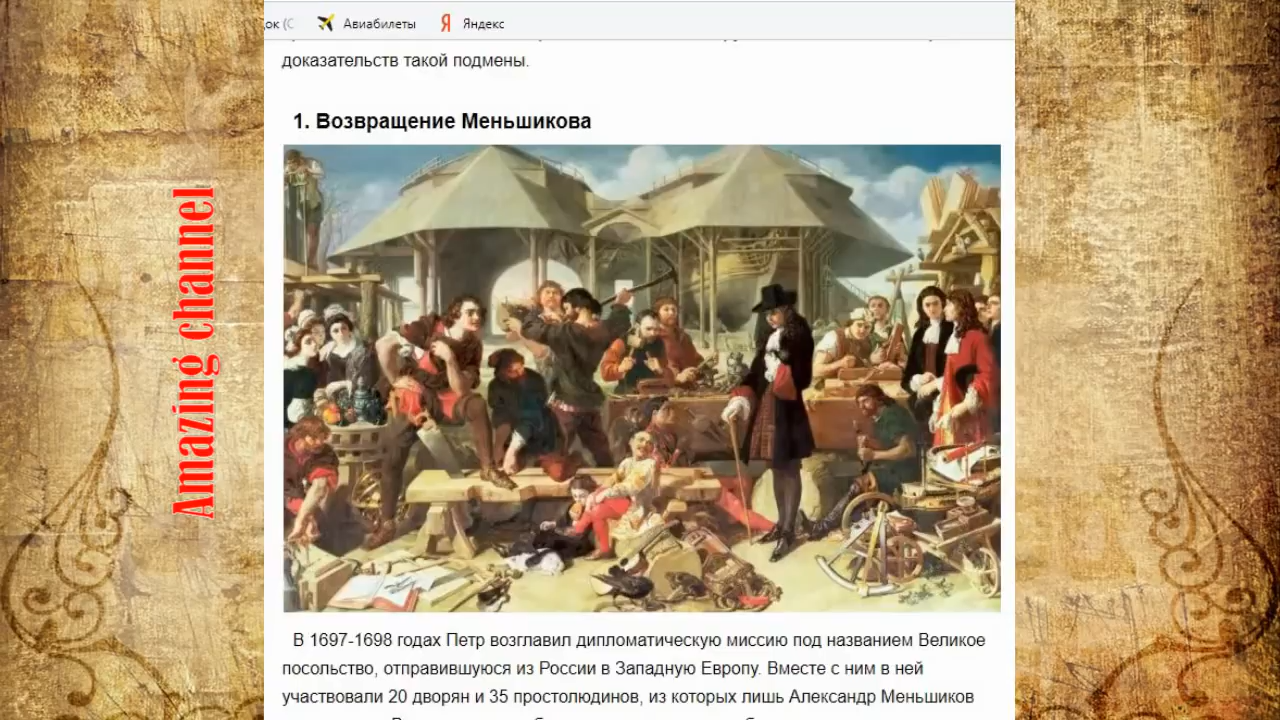 ок (С
Авиабилеты
Яндекс
доказательств такой подмены.
1. Возвращение Меньшикова
Amazing channel
В 1697-1698 годах Петр возглавил дипломатическую миссию под названием Великое
посольство, отправившуюся из России в Западную Европу. Вместе с ним в ней
участвовали 20 дворян и 35 простолюдинов, из которых лишь Александр Меньшиков